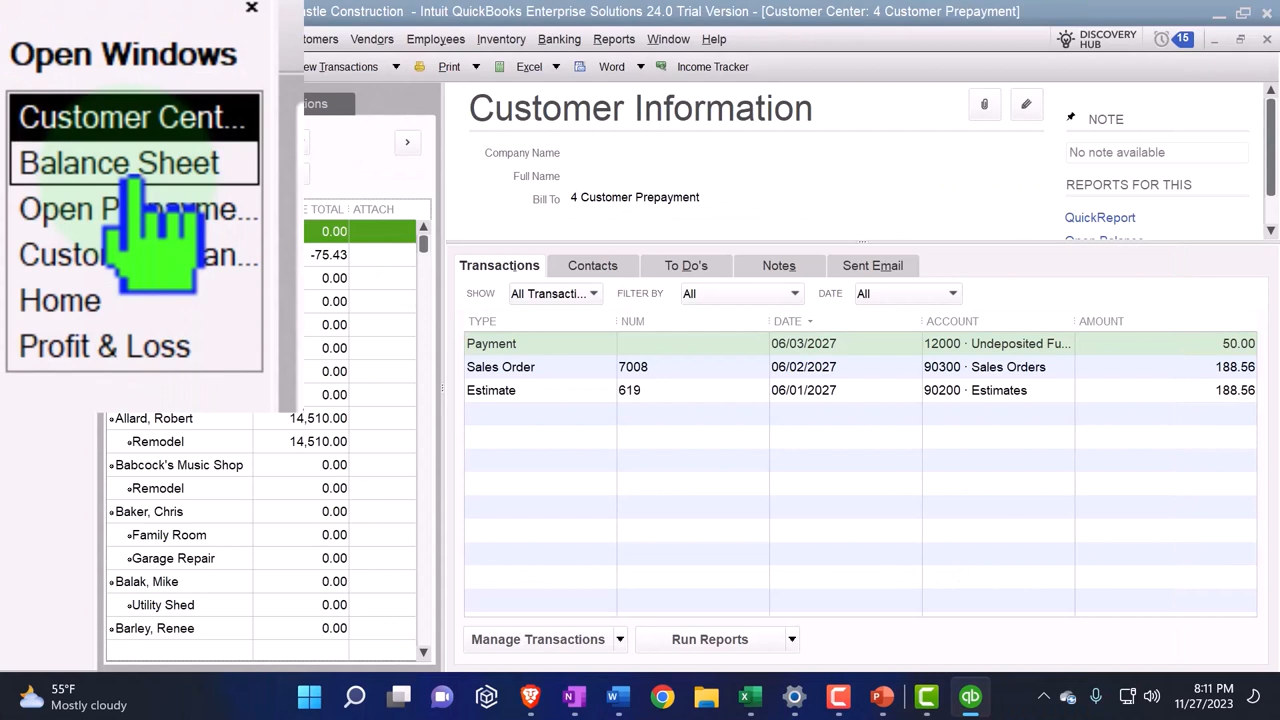 stle Construction - Intuit QuickBooks Enterprise Solutions 24.0 Trial Version - [Customer Center: 4 Customer Prepayment]
Vendors Employees Inventory Banking Reports Window Help
DISCOVERY HUB
15
Transactions Print Excel Word Income Tracker
Open Windows
Customer Cent...
Balance Sheet
Open
Home
Profit & Loss
Customer Information
Company Name
Full Name
Bill To 4 Customer Prepayment
NOTE
No note available
REPORTS FOR THIS
QuickReport
TOTAL ATTACH
0.00
-75.43
0.00
0.00
0.00
0.00
0.00
0.00
Allard, Robert 14,510.00
Remodel 14,510.00
Babcock's Music Shop 0.00
Remodel 0.00
Baker, Chris 0.00
Family Room 0.00
Garage Repair 0.00
Balak, Mike 0.00
Utility Shed 0.00
Barley, Renee 0.00
Transactions Contacts To Do's Notes Sent Email
SHOW All Transacti... FILTER BY All DATE All
TYPE NUM DATE ACCOUNT AMOUNT
Payment 06/03/2027 12000 · Undeposited Fu... 50.00
Sales Order 7008 06/02/2027 90300 · Sales Orders 188.56
Estimate 619 06/01/2027 90200 · Estimates 188.56
Manage Transactions Run Reports
55°F
Mostly cloudy
8:11 PM
11/27/2023